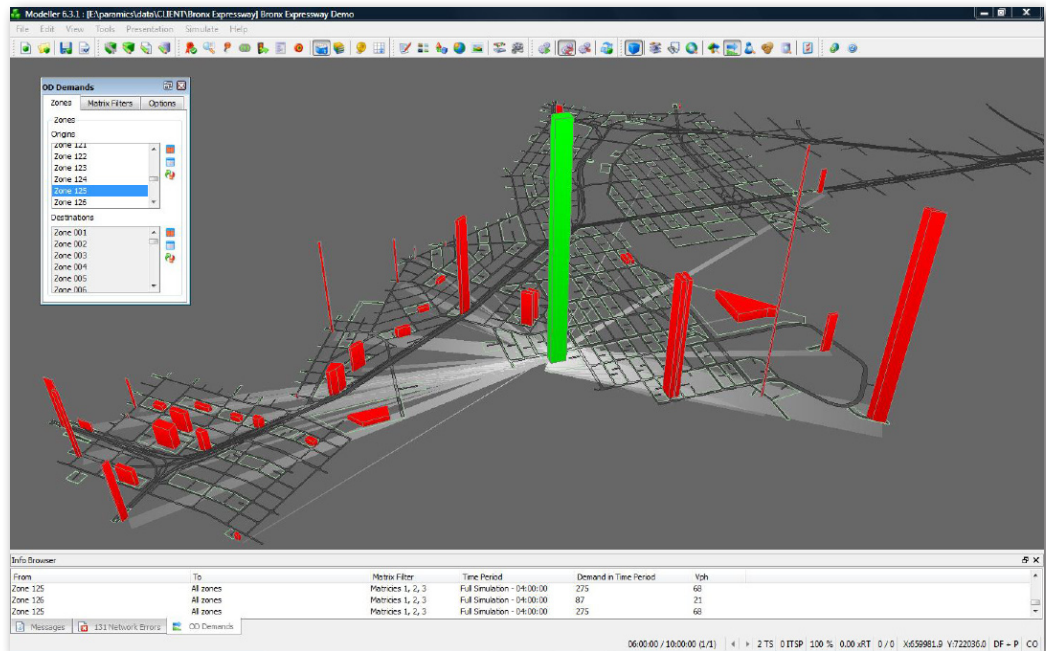 Modeller 6.3.1 : [E:\paramics\data\CLIENT\Bronx Expressway] Bronx Expressway Demo
File Edit View Tools Presentation Simulate Help
OD Demands
Zones Matrix Filters Options
Zones
Origins
Zone 121
Zone 122
Zone 123
Zone 124
Zone 125
Zone 126
Destinations
Zone 001
Zone 002
Zone 003
Zone 004
Zone 005
Zone 006
Info Browser
From To Matrix Filter Time Period Demand in Time Period Vph
Zone 125 All zones Matricies 1, 2, 3 Full Simulation - 04:00:00 275 68
Zone 126 All zones Matricies 1, 2, 3 Full Simulation - 04:00:00 87 21
Zone 125 All zones Matricies 1, 2, 3 Full Simulation - 04:00:00 275 68
Messages 131 Network Errors OD Demands
06:00:00 / 10:00:00 (1/1) 2 TS 0 ITSP 100 % 0.00 xRT 0 / 0 X:659981.9 Y:722036.0 DF + P CO